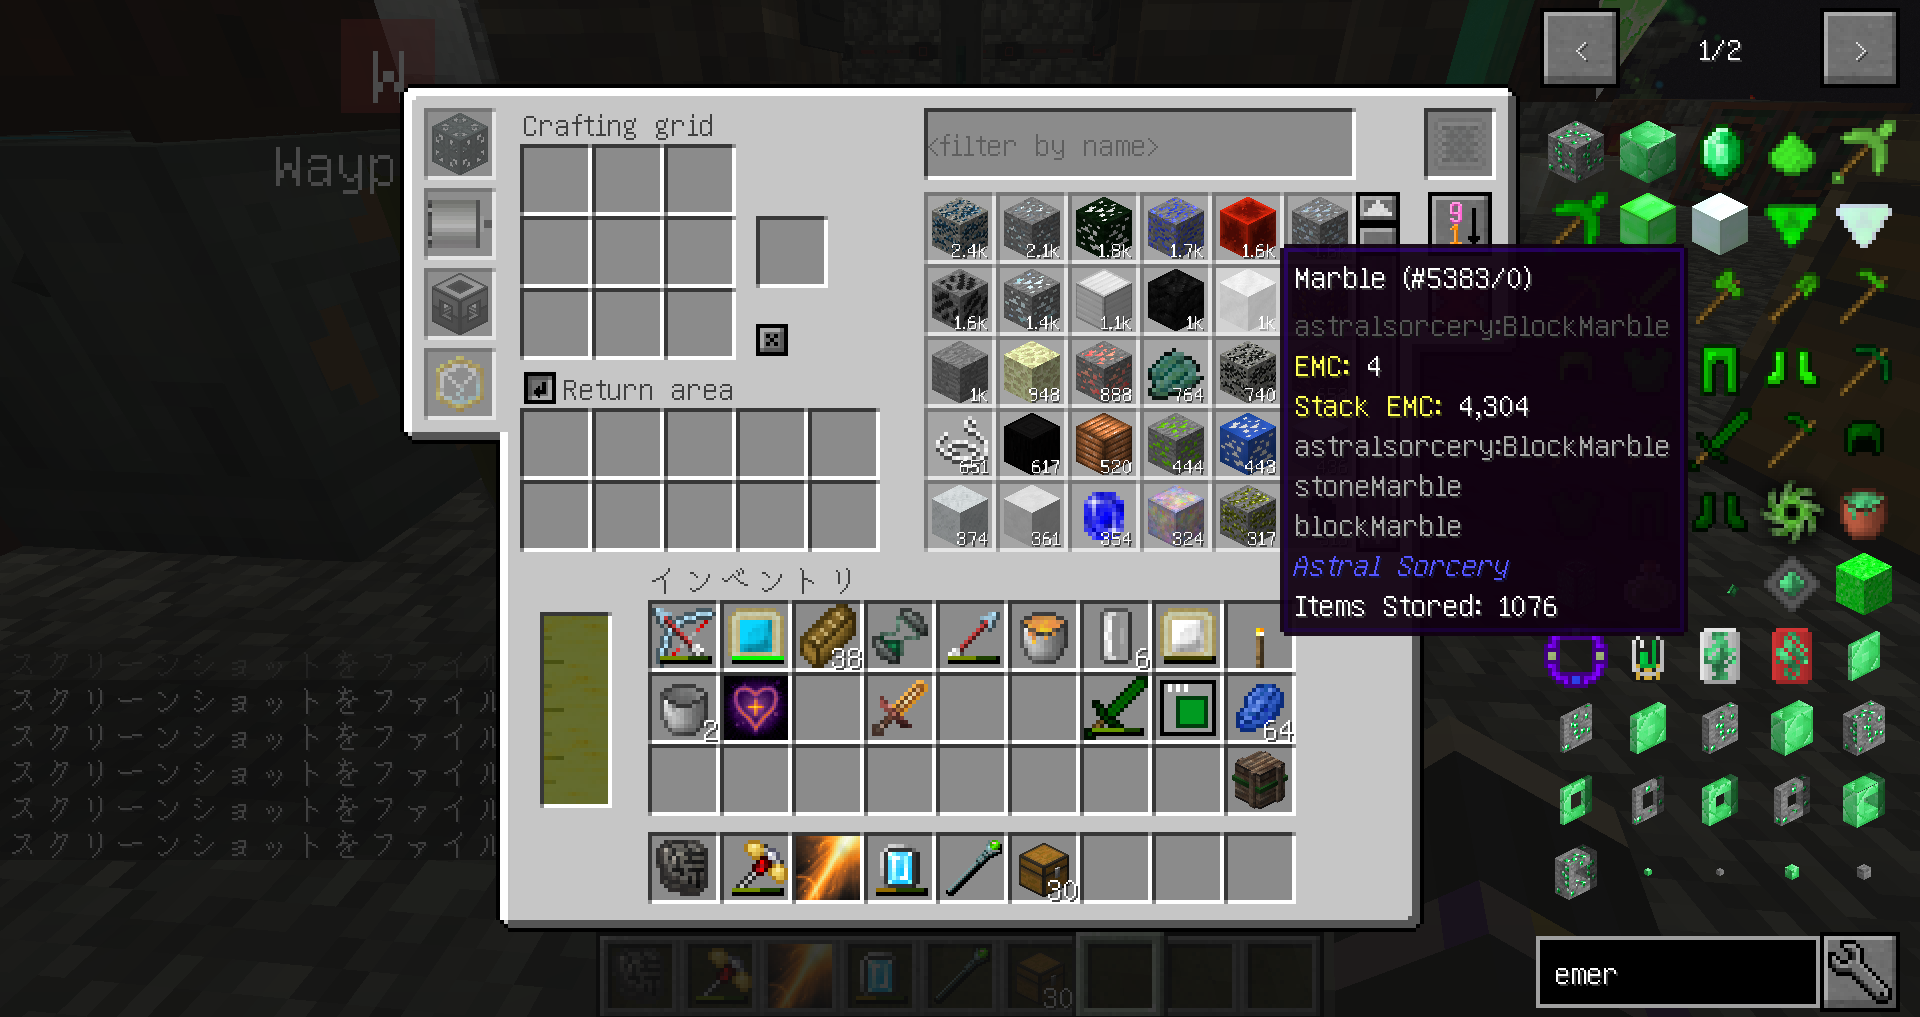 W
<
1/2
>
Crafting grid
<filter by name>
Wayp
2.4k
2.1k
1.8k
1.7k
1.6k
9
1
1.6k
1.4k
1.1k
1k
1k
Marble (#5383/0)
astralsorcery:BlockMarble
EMC: 4
Stack EMC: 4,304
astralsorcery:BlockMarble
stoneMarble
blockMarble
Astral Sorcery
Items Stored: 1076
1k
948
888
764
740
Return area
651
617
520
444
443
374
361
354
324
317
インベントリ
38
6
2
64
スクリーンショットをファイル
スクリーンショットをファイル
スクリーンショットをファイル
スクリーンショットをファイル
スクリーンショットをファイル
スクリーンショットをファイル
30
30
emer